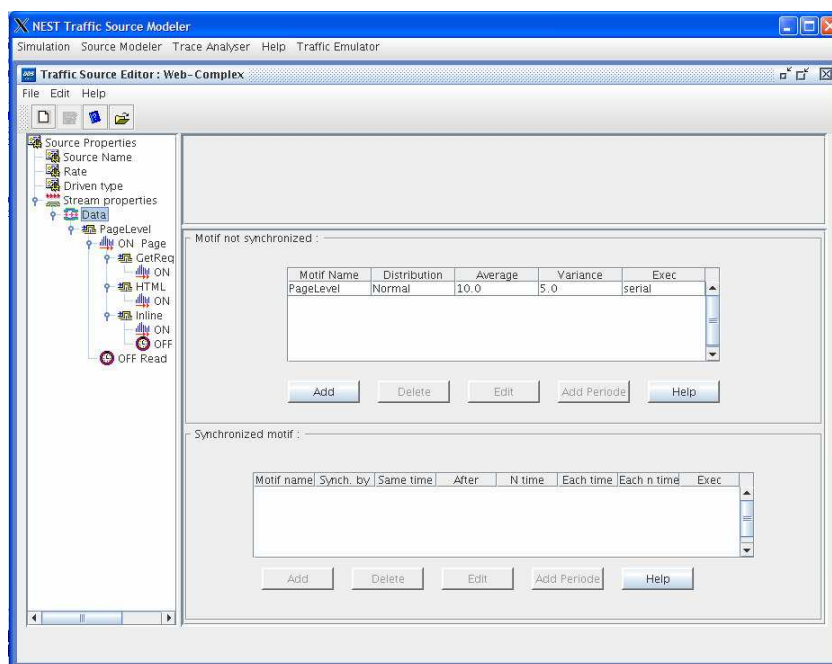 NEST Traffic Source Modeler
Simulation Source Modeler Trace Analyser Help Traffic Emulator
Traffic Source Editor : Web-Complex
File Edit Help
Source Properties
Source Name
Rate
Driven type
Stream properties
Data
PageLevel
ON Page
GetReq
ON
HTML
ON
Inline
ON
OFF
OFF Read
Motif not synchronized :
Motif Name Distribution Average Variance Exec
PageLevel Normal 10.0 5.0 serial
Add Delete Edit Add Periode Help
Synchronized motif :
Motif name Synch. by Same time After N time Each time Each n time Exec
Add Delete Edit Add Periode Help